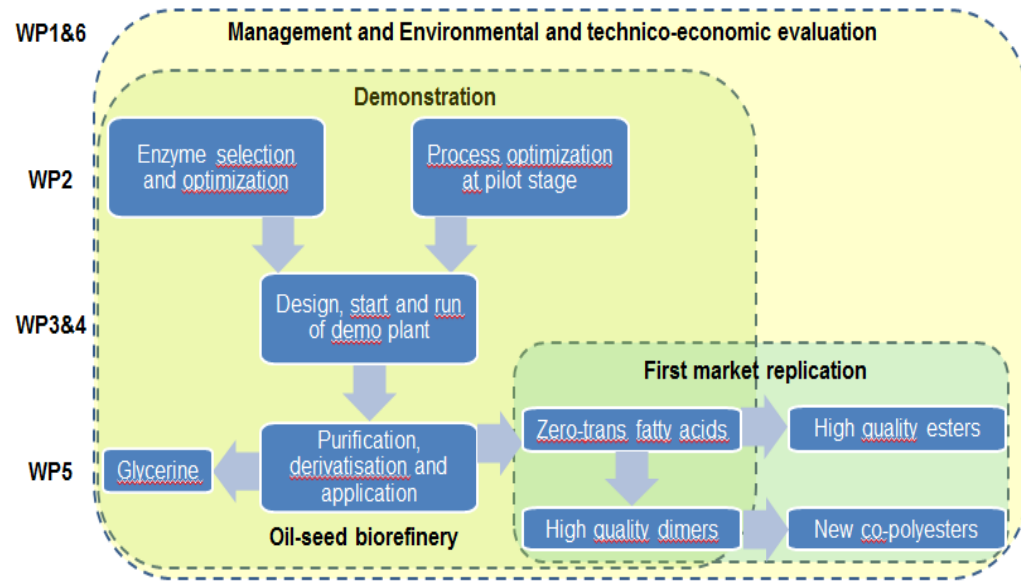 WP1&6
Management and Environmental and technico-economic evaluation
Demonstration
WP2
Enzyme selection
and optimization
Process optimization
at pilot stage
WP3&4
Design, start and run
of demo plant
First market replication
WP5
Glycerine
Purification,
derivatisation and
application
Zero-trans fatty acids
High quality esters
Oil-seed biorefinery
High quality dimers
New co-polyesters